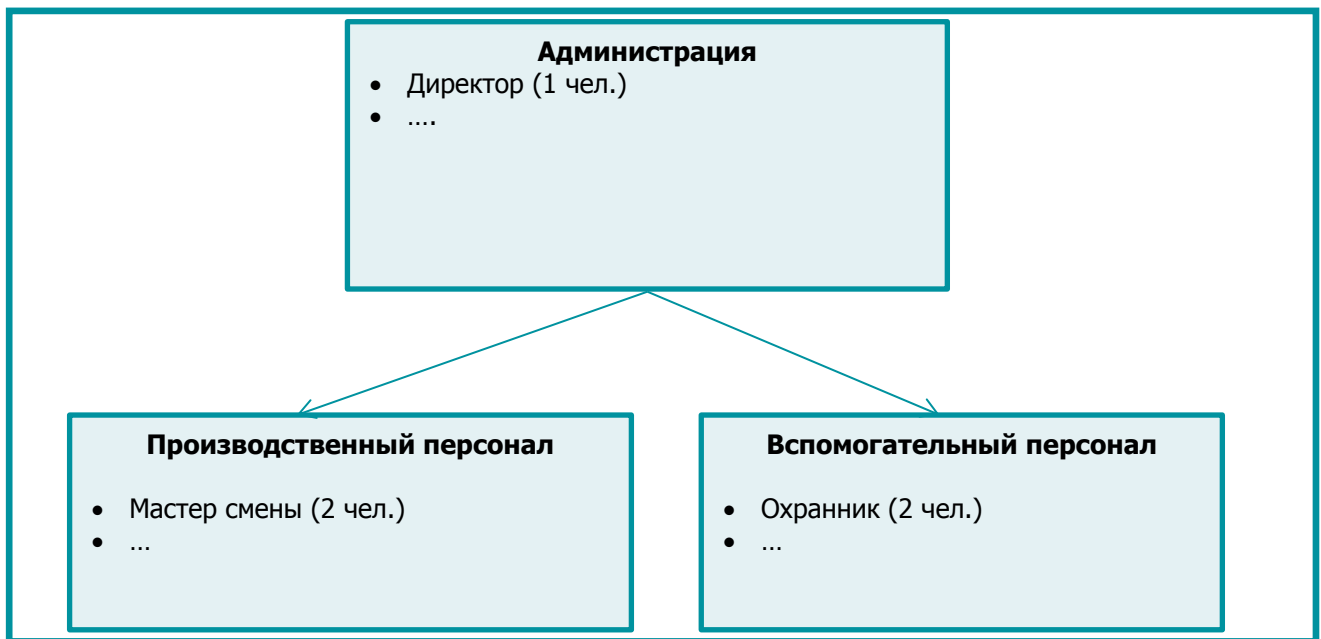 Администрация
• Директор (1 чел.)
• ….
Производственный персонал
• Мастер смены (2 чел.)
• …
Вспомогательный персонал
• Охранник (2 чел.)
• …